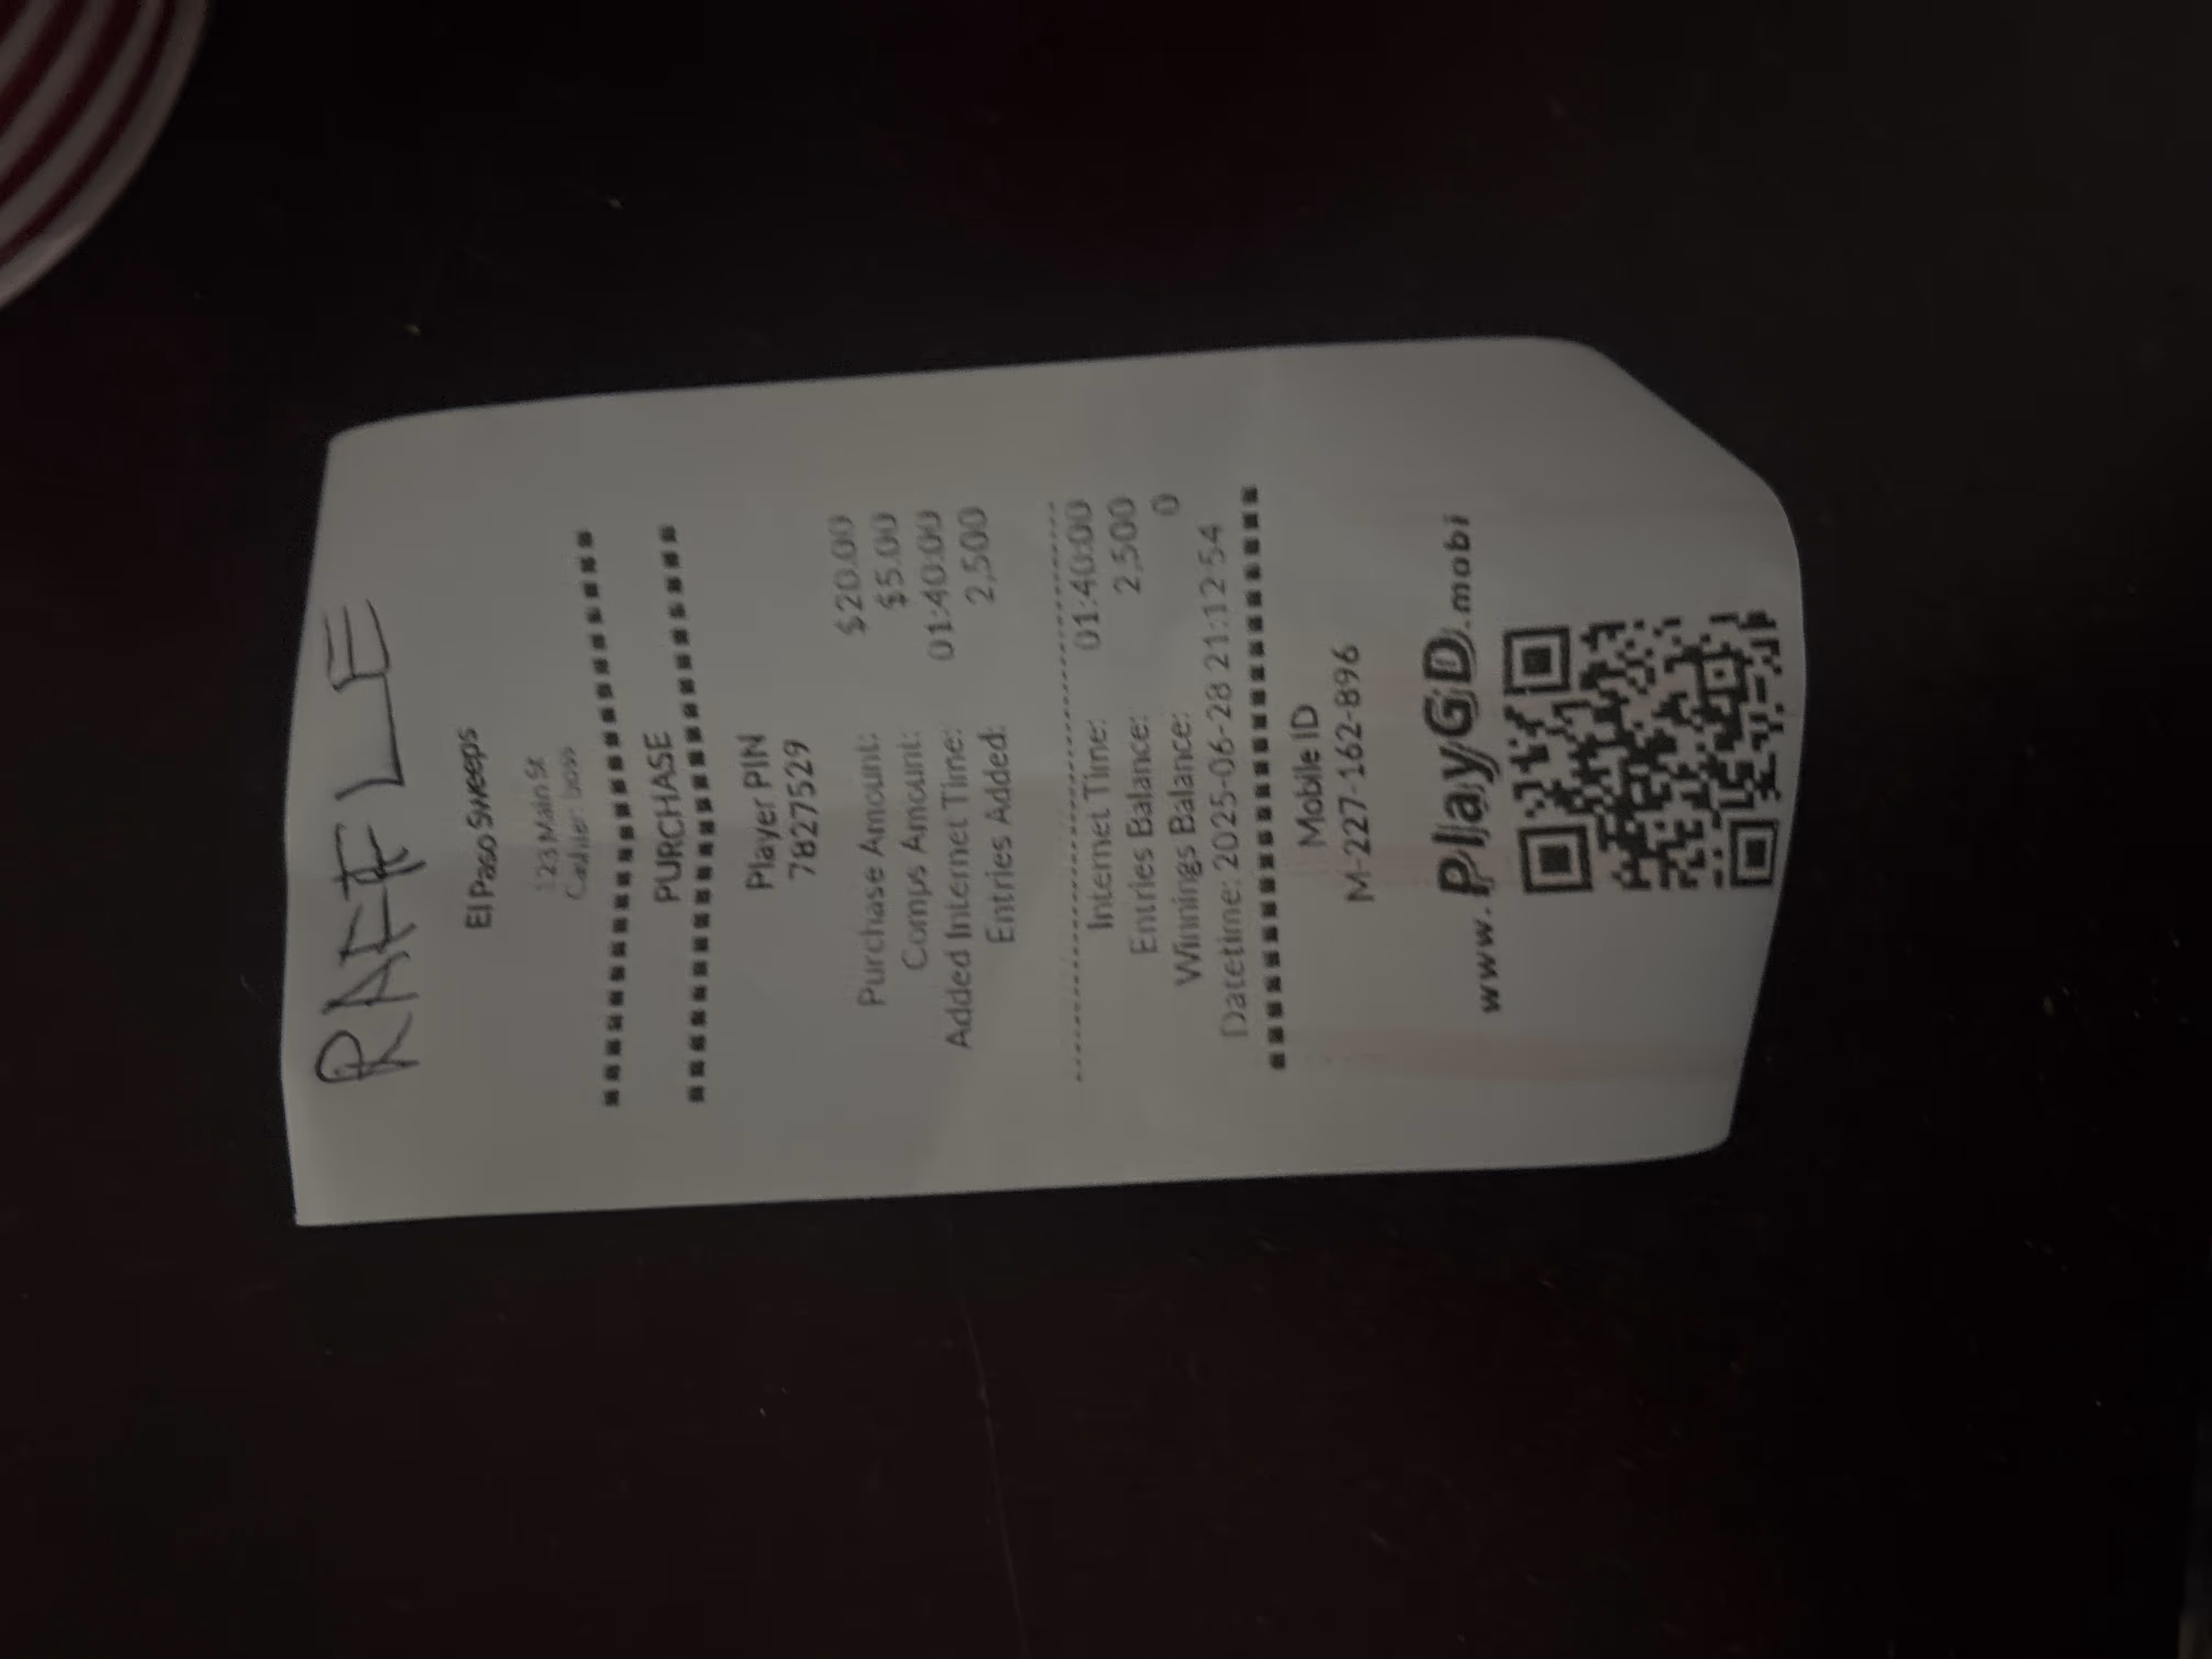 RAFFLE
El Paso Sweeps
123 Main St
Cashier: boss
PURCHASE
Player PIN
7827529
Purchase Amount: $20.00
Comps Amount: $5.00
Added Internet Time: 01:40:00
Entries Added: 2,500
Internet Time: 01:40:00
Entries Balance: 2,500
Winnings Balance: 0
Datetime: 2025-06-28 21:12:54
Mobile ID
M-227-162-896
www.PlayGD.mobi